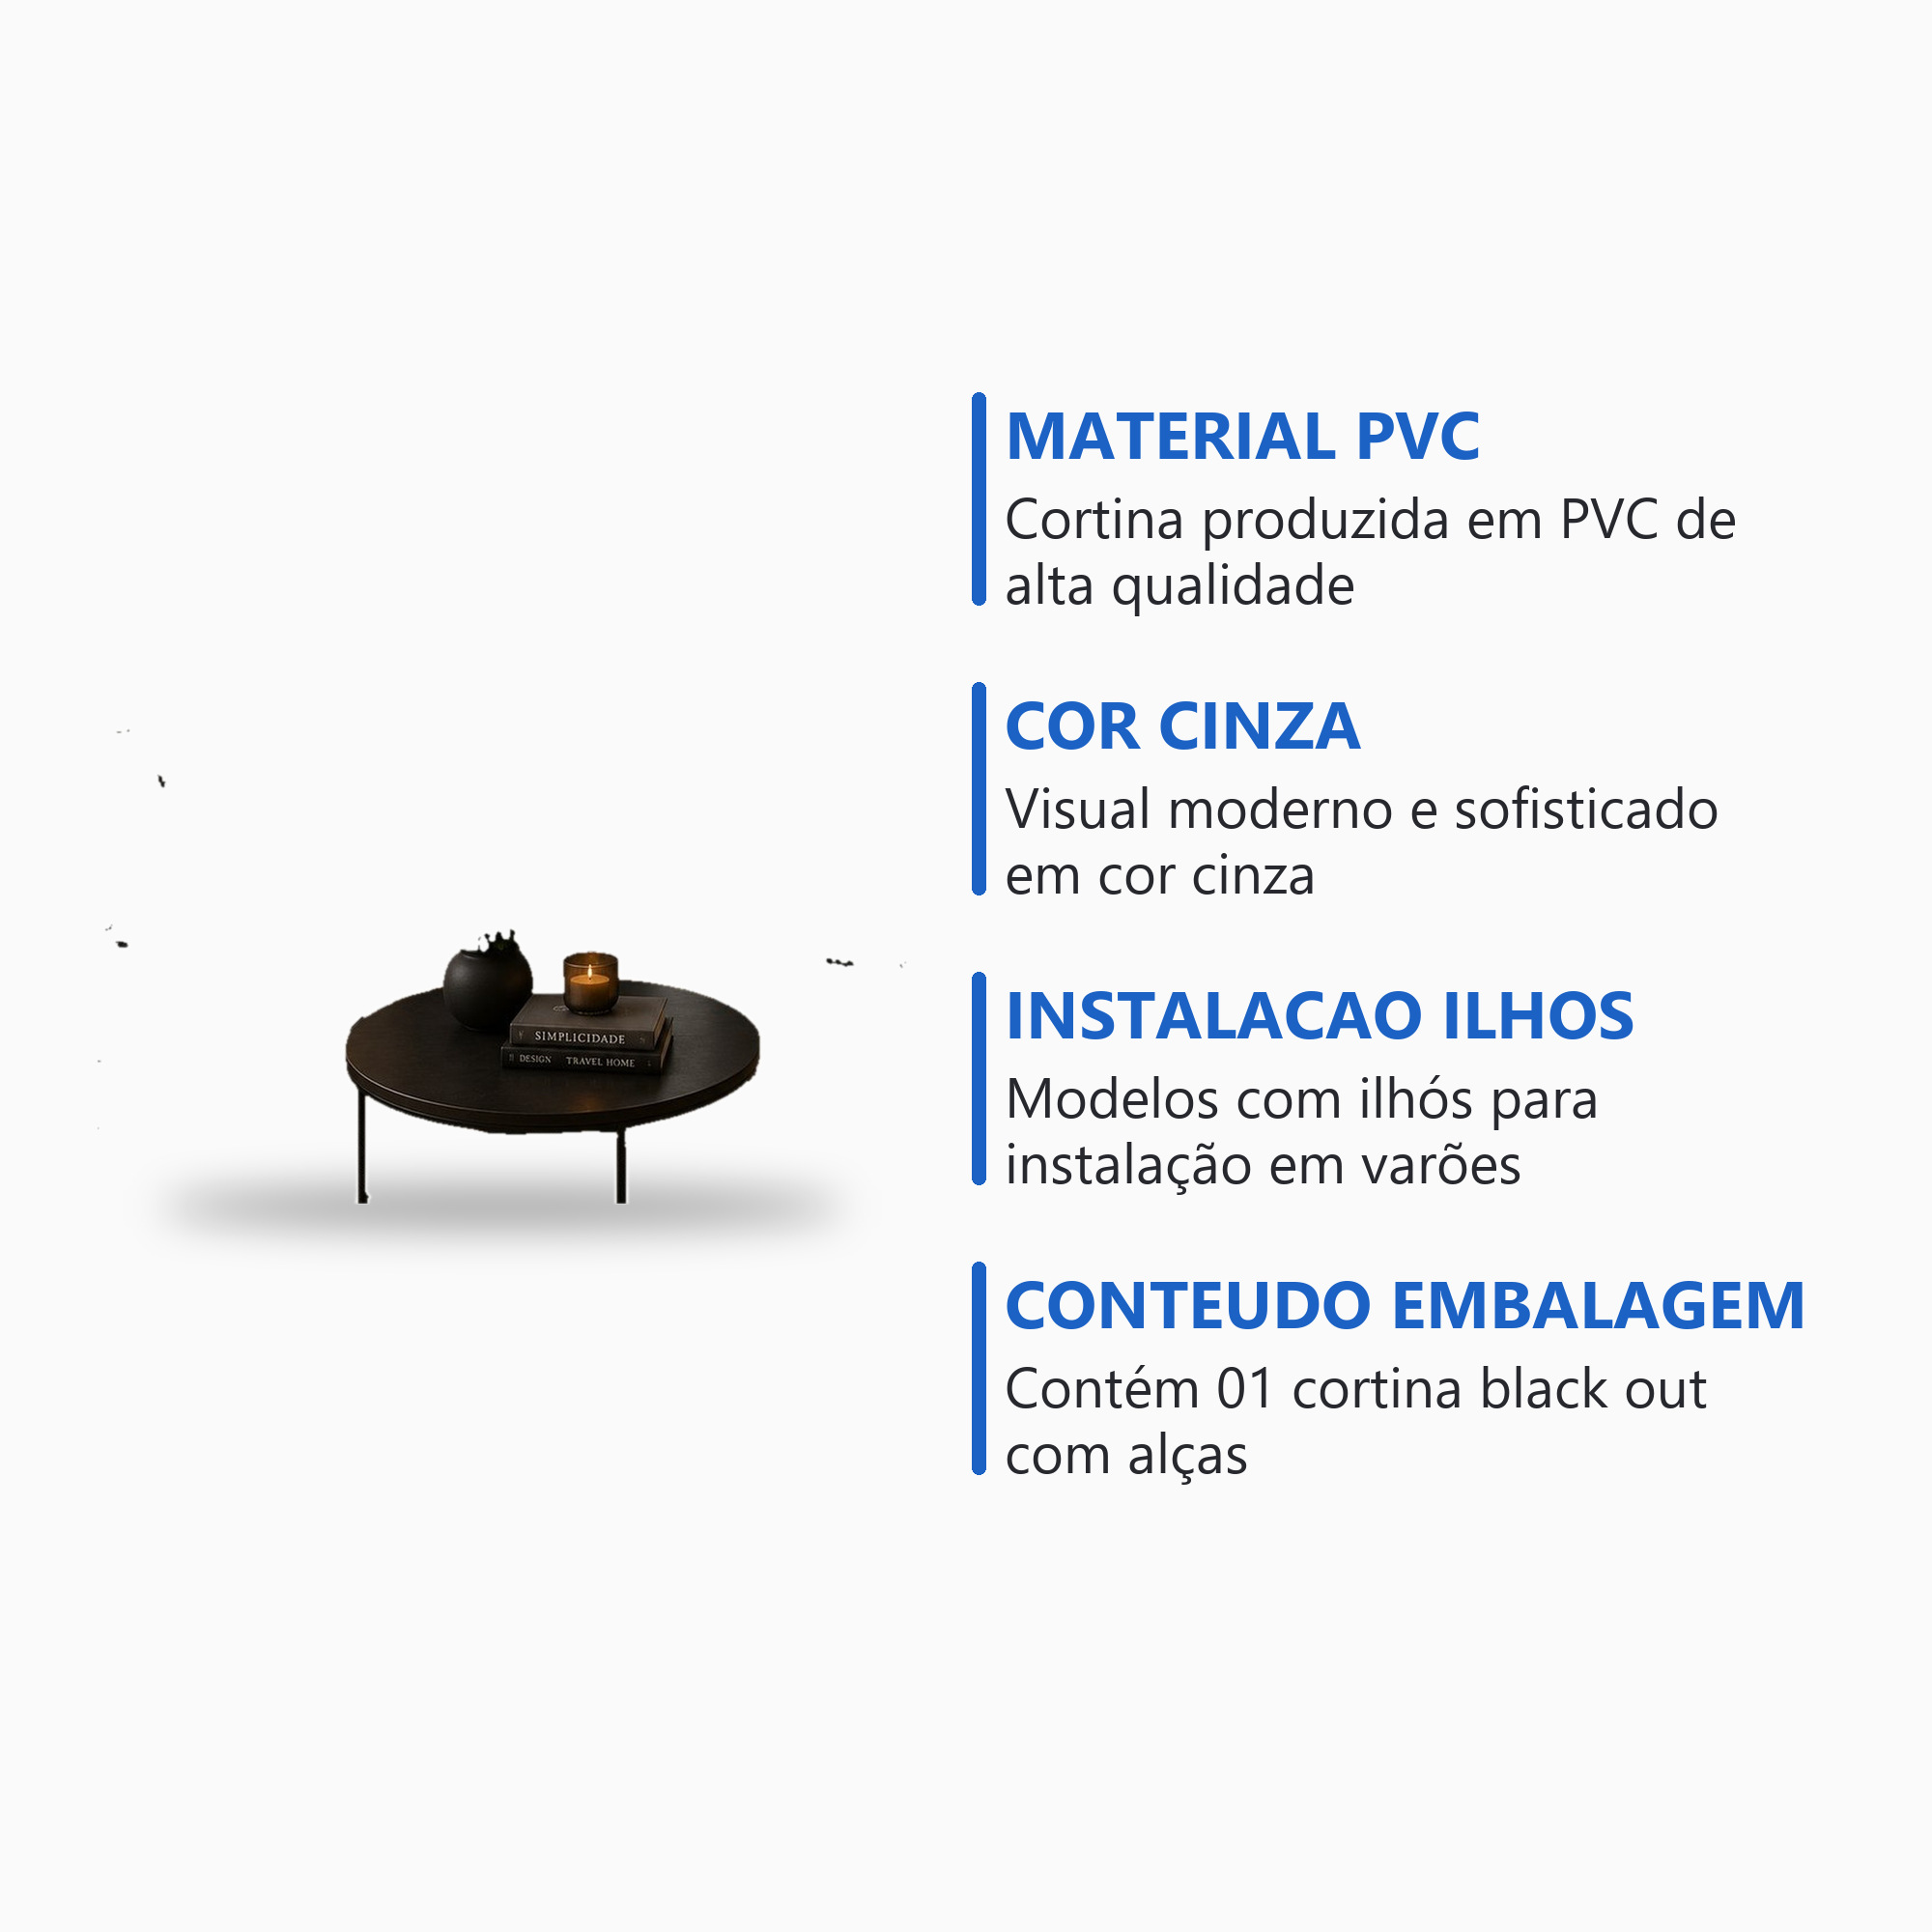 MATERIAL PVC
Cortina produzida em PVC de
alta qualidade
COR CINZA
Visual moderno e sofisticado
em cor cinza
INSTALACAO ILHOS
Modelos com ilhós para
instalação em varões
CONTEUDO EMBALAGEM
Contém 01 cortina black out
com alças
SIMPLICIDADE
DESIGN TRAVEL HOME